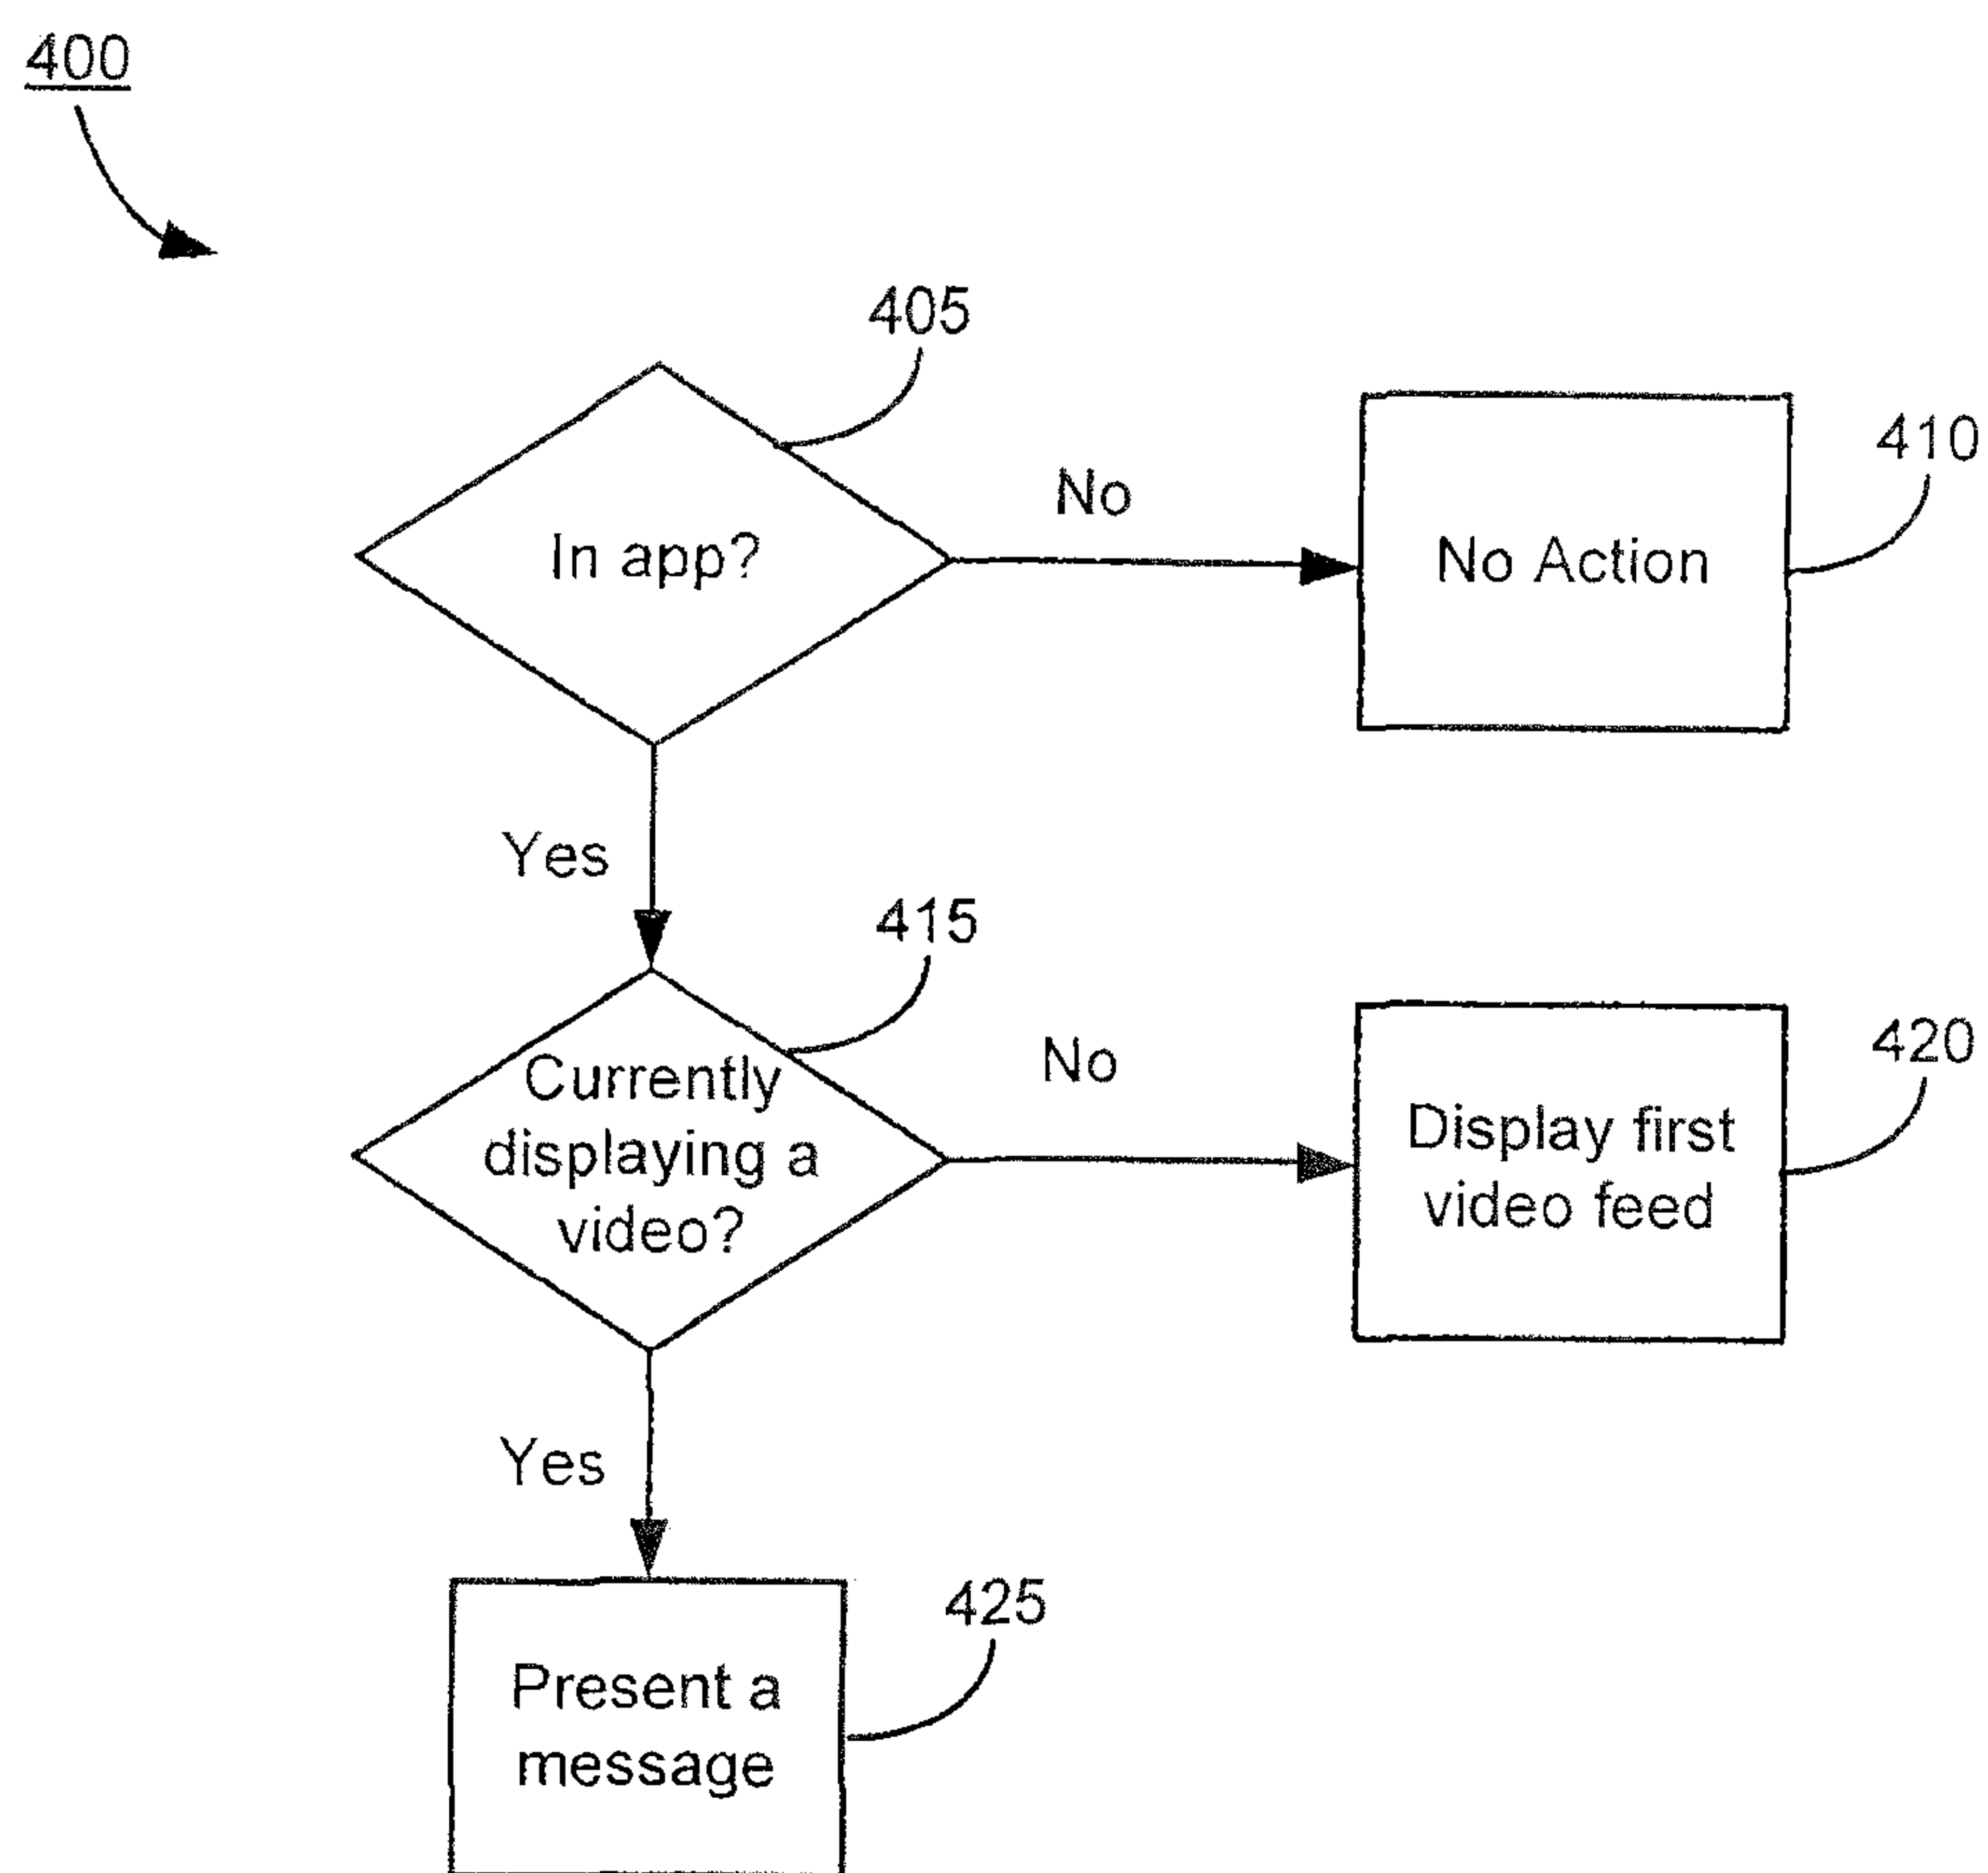 400
405
In app?
No
No Action
410
Yes
415
Currently
displaying a
video?
No
Display first
video feed
420
Yes
Present a
message
425